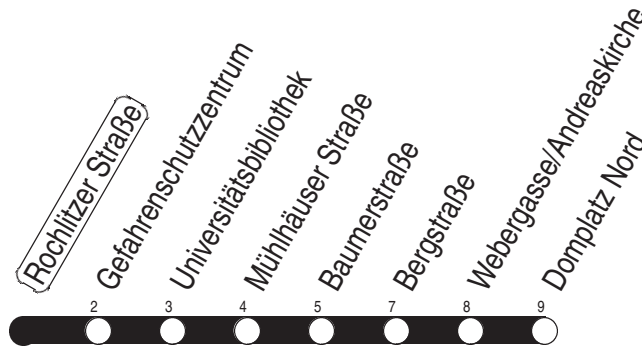 Rochlitzer Straße
Gefahrenschutzzentrum
Universitätsbibliothek
Mühlhäuser Straße
Baumerstraße
Bergstraße
Webergasse/Andreaskirche
Domplatz Nord
2 3 4 5 7 8 9